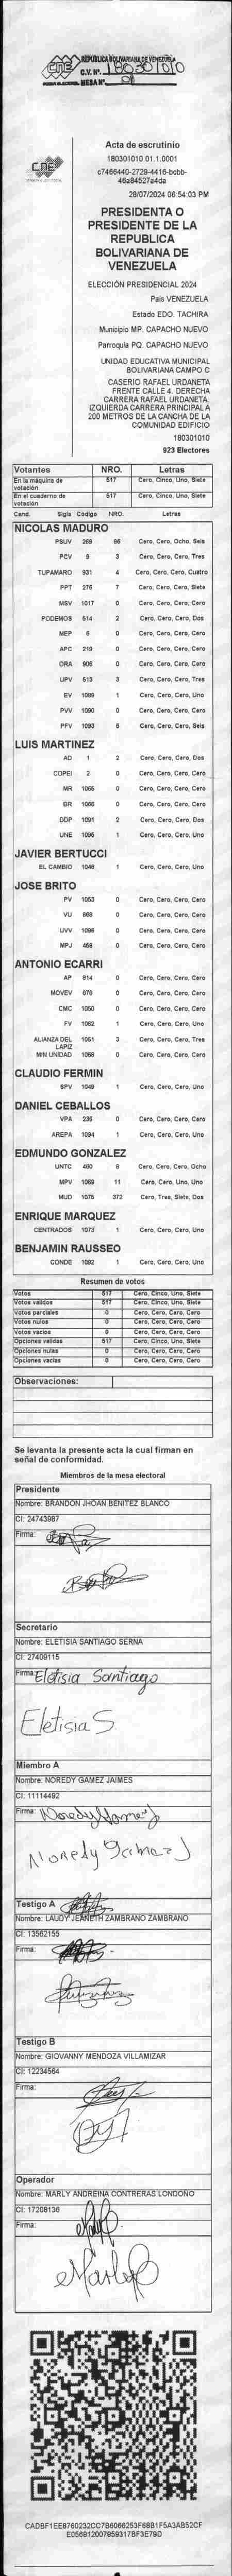 CNE
REPÚBLICA BOLIVARIANA DE VENEZUELA
C.V. Nº. 180301010
MESA Nº. 01
CNE
Acta de escrutinio
180301010.01.1.0001
28/07/2024 06:54:03 PM
PRESIDENTA O
PRESIDENTE DE LA
REPUBLICA
BOLIVARIANA DE
VENEZUELA
ELECCIÓN PRESIDENCIAL 2024
Pais VENEZUELA
Estado EDO. TACHIRA
Municipio MP. CAPACHO NUEVO
Parroquia PQ. CAPACHO NUEVO
UNIDAD EDUCATIVA MUNICIPAL
BOLIVARIANA CAMPO C
CASERIO RAFAEL URDANETA
FRENTE CALLE 4. DERECHA
CARRERA RAFAEL URDANETA.
IZQUIERDA CARRERA PRINCIPAL A
200 METROS DE LA CANCHA DE LA
COMUNIDAD EDIFICIO
180301010
923 Electores
Votantes NRO. Letras
En la máquina de votación 517 Cero, Cinco, Uno, Siete
En el cuaderno de votación 517 Cero, Cinco, Uno, Siete
Cand. Sigla Código NRO. Letras
NICOLAS MADURO
PSUV 269 86 Cero, Cero, Ocho, Seis
PCV 9 3 Cero, Cero, Cero, Tres
TUPAMARO 931 4 Cero, Cero, Cero, Cuatro
PPT 276 7 Cero, Cero, Cero, Siete
MSV 1017 0 Cero, Cero, Cero, Cero
PODEMOS 514 2 Cero, Cero, Cero, Dos
MEP 6 0 Cero, Cero, Cero, Cero
APC 219 0 Cero, Cero, Cero, Cero
ORA 906 0 Cero, Cero, Cero, Cero
UPV 513 3 Cero, Cero, Cero, Tres
EV 1089 1 Cero, Cero, Cero, Uno
PVV 1090 0 Cero, Cero, Cero, Cero
PFV 1093 6 Cero, Cero, Cero, Seis
LUIS MARTINEZ
AD 1 2 Cero, Cero, Cero, Dos
COPEI 2 0 Cero, Cero, Cero, Cero
MR 1065 0 Cero, Cero, Cero, Cero
BR 1066 0 Cero, Cero, Cero, Cero
DDP 1091 2 Cero, Cero, Cero, Dos
UNE 1095 1 Cero, Cero, Cero, Uno
JAVIER BERTUCCI
EL CAMBIO 1048 1 Cero, Cero, Cero, Uno
JOSE BRITO
PV 1053 0 Cero, Cero, Cero, Cero
VU 868 0 Cero, Cero, Cero, Cero
UVV 1096 0 Cero, Cero, Cero, Cero
MPJ 458 0 Cero, Cero, Cero, Cero
ANTONIO ECARRI
AP 914 0 Cero, Cero, Cero, Cero
MOVEV 979 0 Cero, Cero, Cero, Cero
CMC 1050 0 Cero, Cero, Cero, Cero
FV 1062 1 Cero, Cero, Cero, Uno
ALIANZA DEL LAPIZ 1061 3 Cero, Cero, Cero, Tres
MIN UNIDAD 1068 0 Cero, Cero, Cero, Cero
CLAUDIO FERMIN
SPV 1049 1 Cero, Cero, Cero, Uno
DANIEL CEBALLOS
VPA 236 0 Cero, Cero, Cero, Cero
AREPA 1094 1 Cero, Cero, Cero, Uno
EDMUNDO GONZALEZ
UNTC 460 8 Cero, Cero, Cero, Ocho
MPV 1069 11 Cero, Cero, Uno, Uno
MUD 1075 372 Cero, Tres, Siete, Dos
ENRIQUE MARQUEZ
CENTRADOS 1073 1 Cero, Cero, Cero, Uno
BENJAMIN RAUSSEO
CONDE 1092 1 Cero, Cero, Cero, Uno
Resumen de votos
Votos 517 Cero, Cinco, Uno, Siete
Votos validos 517 Cero, Cinco, Uno, Siete
Votos parciales 0 Cero, Cero, Cero, Cero
Votos nulos 0 Cero, Cero, Cero, Cero
Votos vacios 0 Cero, Cero, Cero, Cero
Opciones validas 517 Cero, Cinco, Uno, Siete
Opciones nulas 0 Cero, Cero, Cero, Cero
Opciones vacias 0 Cero, Cero, Cero, Cero
Observaciones:
Se levanta la presente acta la cual firman en
señal de conformidad.
Miembros de la mesa electoral
Presidente
Nombre: BRANDON JHOAN BENITEZ BLANCO
CI: 24743987
Firma:
Secretario
Nombre: ELETISIA SANTIAGO SERNA
CI: 27409115
Firma: Eletisia Santiago
Eletisia S.
Miembro A
Nombre: NOREDY GAMEZ JAIMES
CI: 11114492
Firma: Noredy Gamez J
Noredy Gamez J
Testigo A
Nombre: LAUDY JEANETH ZAMBRANO ZAMBRANO
CI: 13562155
Firma:
Testigo B
Nombre: GIOVANNY MENDOZA VILLAMIZAR
CI: 12234564
Firma:
Operador
Nombre: MARLY ANDREINA CONTRERAS LONDOÑO
CI: 17208136
Firma: